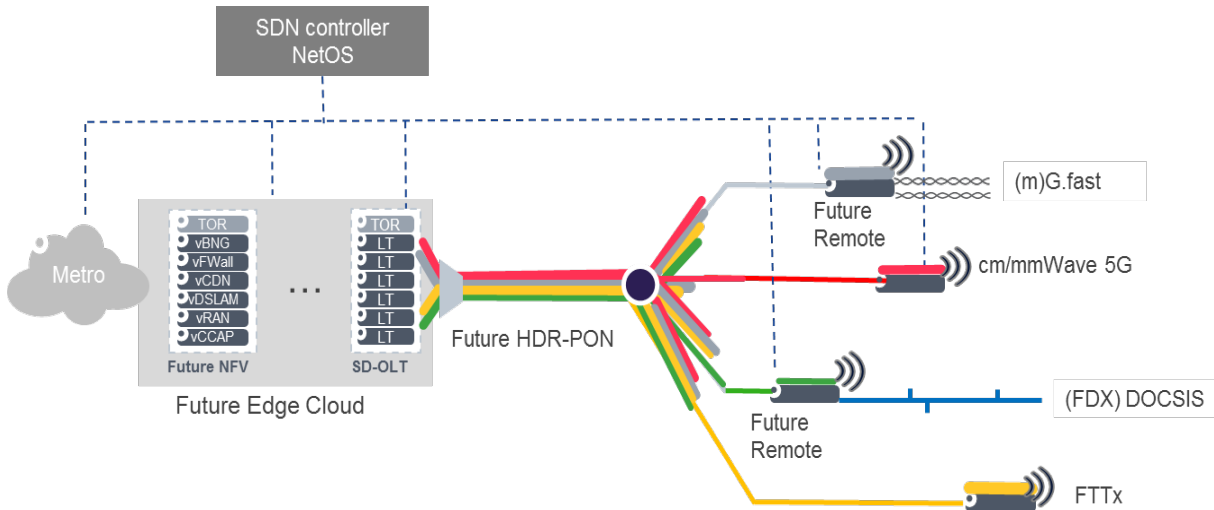 SDN controller
NetOS
Metro
TOR
vBNG
vFWall
vCDN
vDSLAM
vRAN
vCCAP
Future NFV
...
TOR
LT
LT
LT
LT
LT
LT
SD-OLT
Future Edge Cloud
Future HDR-PON
Future
Remote
(m)G.fast
cm/mmWave 5G
Future
Remote
(FDX) DOCSIS
FTTx